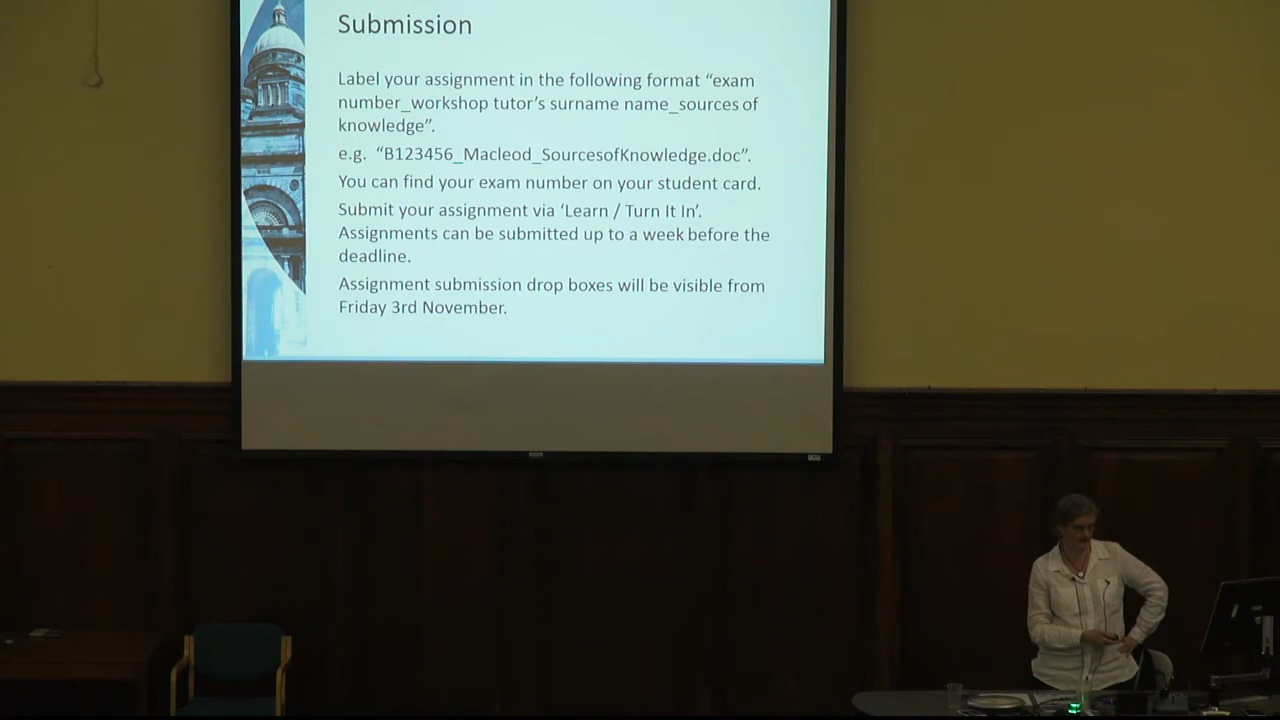 Submission
Label your assignment in the following format “exam
number_workshop tutor’s surname name_sources of
knowledge”.
e.g.  “B123456_Macleod_SourcesofKnowledge.doc”.
You can find your exam number on your student card.
Submit your assignment via ‘Learn / Turn It In’.
Assignments can be submitted up to a week before the
deadline.
Assignment submission drop boxes will be visible from
Friday 3rd November.